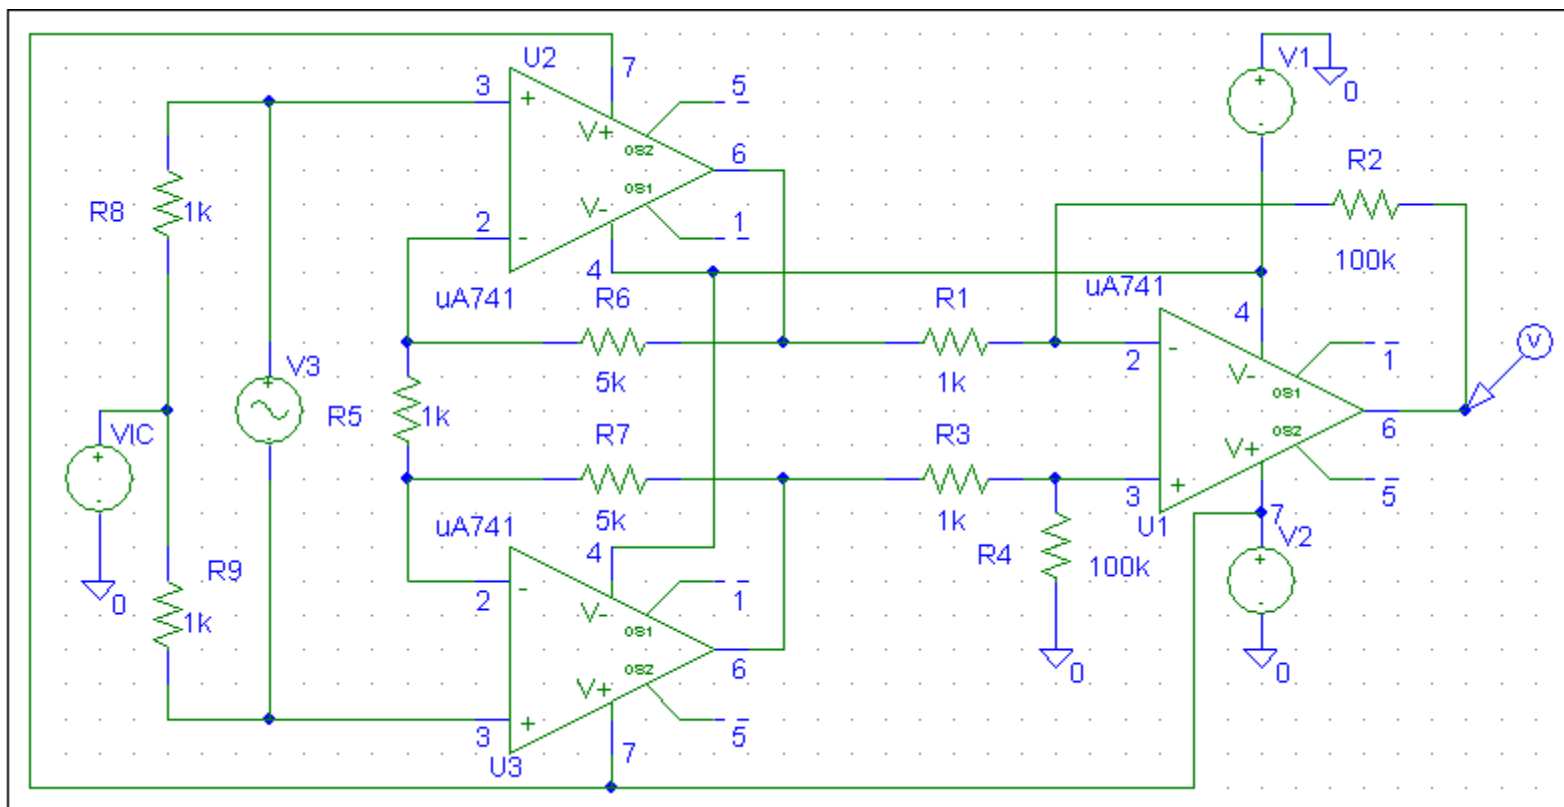 U2
7
5
V1
3
+
+
0
V+
OS2
6
R2
-
R8
1k
OS1
V-
2
-
1
4
100k
uA741
R6
R1
uA741
4
V3
5k
1k
2
-
1
V
+
V-
OS1
VIC
R5
1k
R7
R3
OS2
6
+
-
5k
1k
V+
-
uA741
3
+
5
4
R4
100k
U1
7
V2
0
R9
2
-
1
+
1k
V-
OS1
-
OS2
6
0
0
V+
3
+
5
U3
7